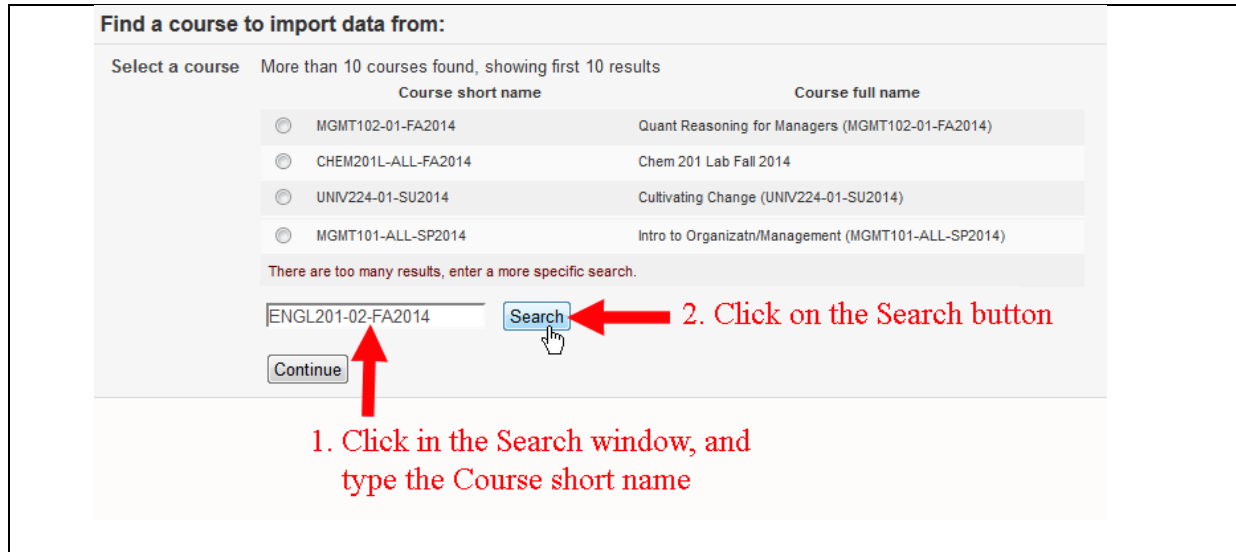 Find a course to import data from:
Select a course More than 10 courses found, showing first 10 results
Course short name Course full name
MGMT102-01-FA2014 Quant Reasoning for Managers (MGMT102-01-FA2014)
CHEM201L-ALL-FA2014 Chem 201 Lab Fall 2014
UNIV224-01-SU2014 Cultivating Change (UNIV224-01-SU2014)
MGMT101-ALL-SP2014 Intro to Organizatn/Management (MGMT101-ALL-SP2014)
There are too many results, enter a more specific search.
ENGL201-02-FA2014 Search 2. Click on the Search button
Continue
1. Click in the Search window, and
type the Course short name